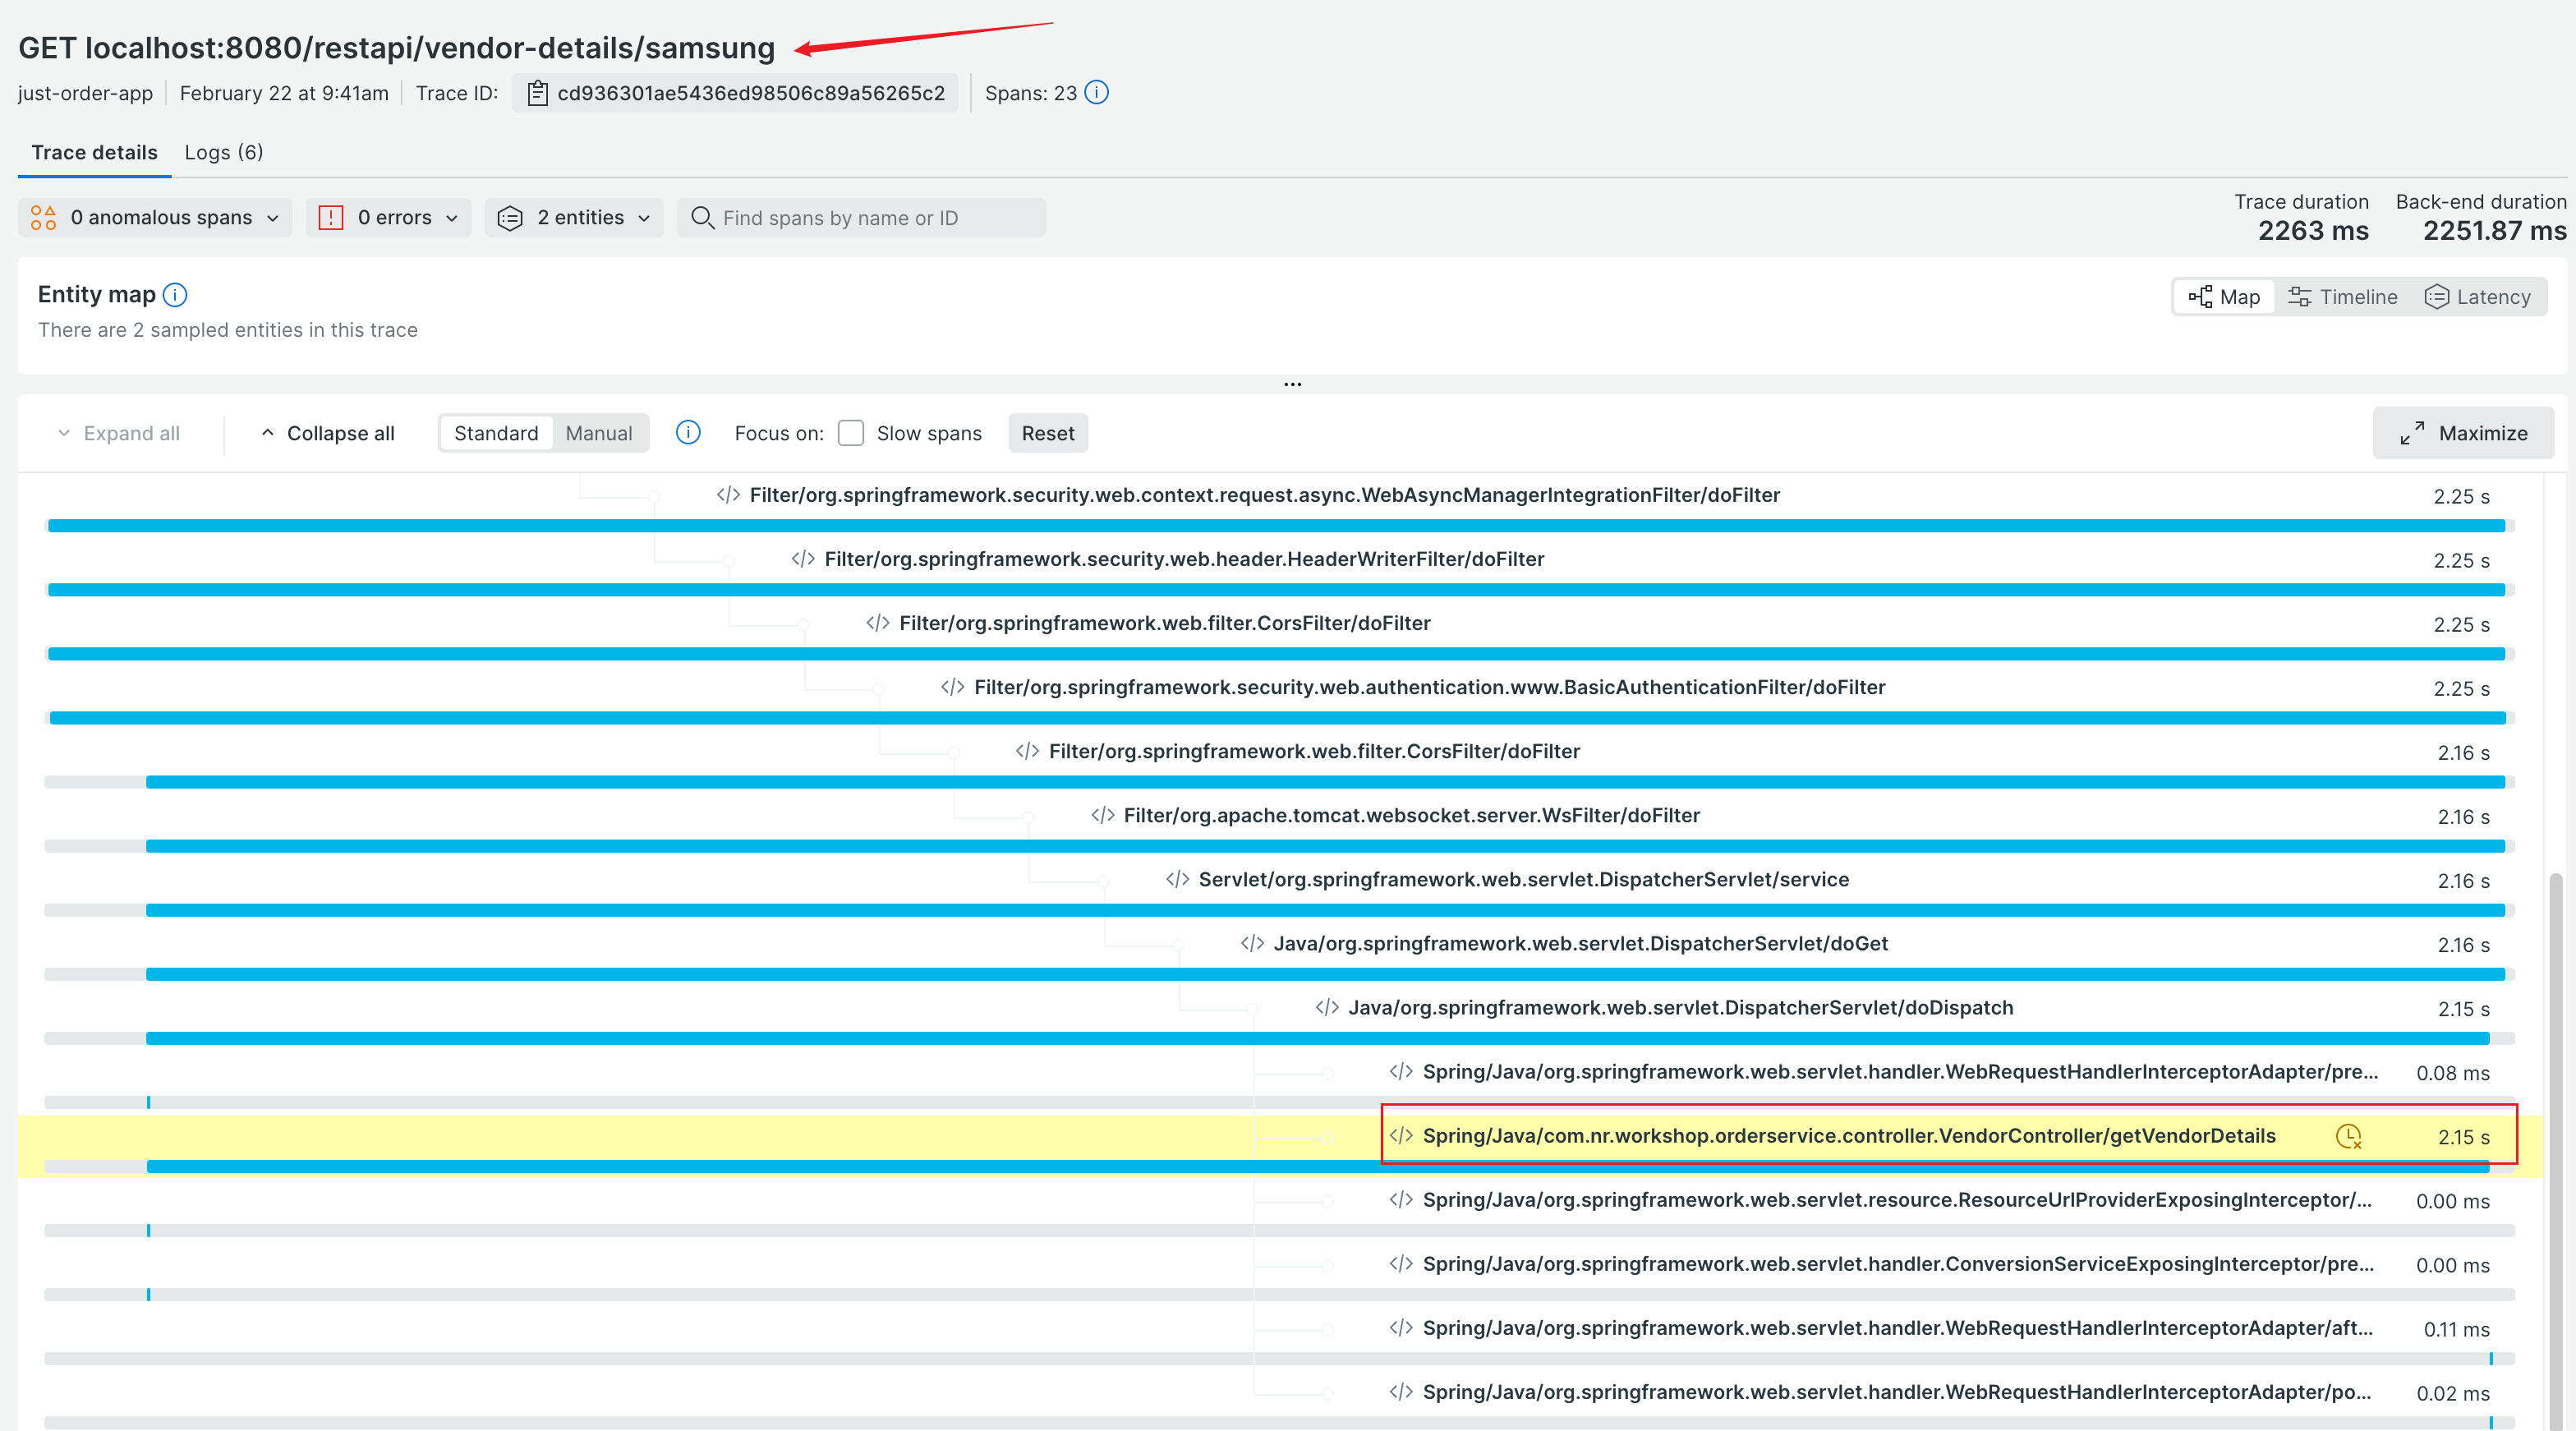 GET localhost:8080/restapi/vendor-details/samsung
just-order-app February 22 at 9:41am Trace ID: cd936301ae5436ed98506c89a56265c2 Spans: 23
Trace details Logs (6)
0 anomalous spans 0 errors 2 entities Find spans by name or ID
Trace duration Back-end duration
2263 ms 2251.87 ms
Entity map
Map Timeline Latency
There are 2 sampled entities in this trace
...
Expand all Collapse all Standard Manual Focus on: Slow spans Reset Maximize
</> Filter/org.springframework.security.web.context.request.async.WebAsyncManagerIntegrationFilter/doFilter 2.25 s
</> Filter/org.springframework.security.web.header.HeaderWriterFilter/doFilter 2.25 s
</> Filter/org.springframework.web.filter.CorsFilter/doFilter 2.25 s
</> Filter/org.springframework.security.web.authentication.www.BasicAuthenticationFilter/doFilter 2.25 s
</> Filter/org.springframework.web.filter.CorsFilter/doFilter 2.16 s
</> Filter/org.apache.tomcat.websocket.server.WsFilter/doFilter 2.16 s
</> Servlet/org.springframework.web.servlet.DispatcherServlet/service 2.16 s
</> Java/org.springframework.web.servlet.DispatcherServlet/doGet 2.16 s
</> Java/org.springframework.web.servlet.DispatcherServlet/doDispatch 2.15 s
</> Spring/Java/org.springframework.web.servlet.handler.WebRequestHandlerInterceptorAdapter/pre... 0.08 ms
</> Spring/Java/com.nr.workshop.orderservice.controller.VendorController/getVendorDetails 2.15 s
</> Spring/Java/org.springframework.web.servlet.resource.ResourceUrlProviderExposingInterceptor/... 0.00 ms
</> Spring/Java/org.springframework.web.servlet.handler.ConversionServiceExposingInterceptor/pre... 0.00 ms
</> Spring/Java/org.springframework.web.servlet.handler.WebRequestHandlerInterceptorAdapter/aft... 0.11 ms
</> Spring/Java/org.springframework.web.servlet.handler.WebRequestHandlerInterceptorAdapter/po... 0.02 ms